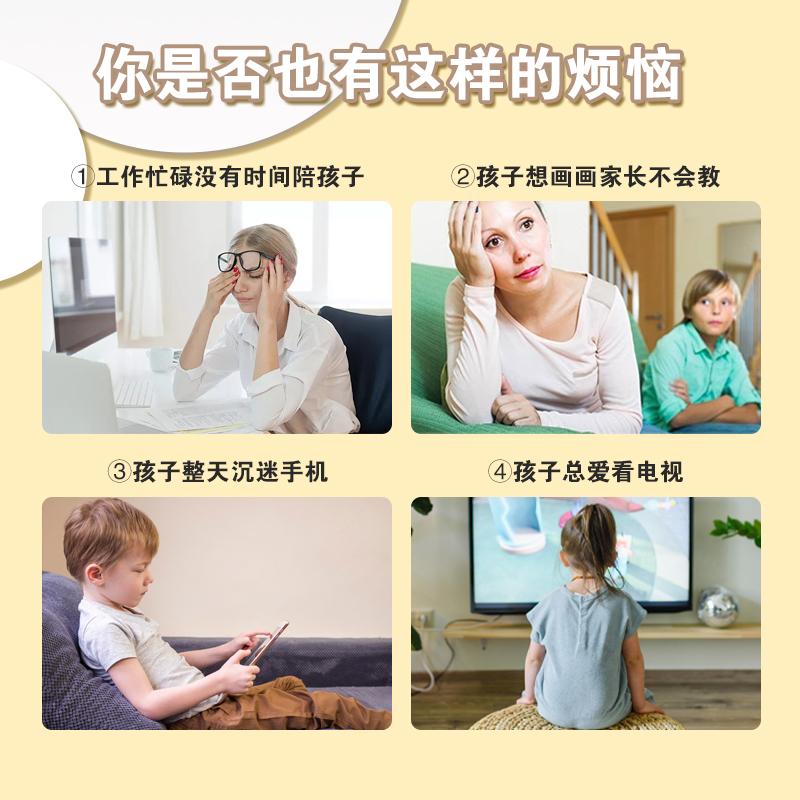 你是否也有这样的烦恼
①工作忙碌没有时间陪孩子
②孩子想画画家长不会教
③孩子整天沉迷手机
④孩子总爱看电视